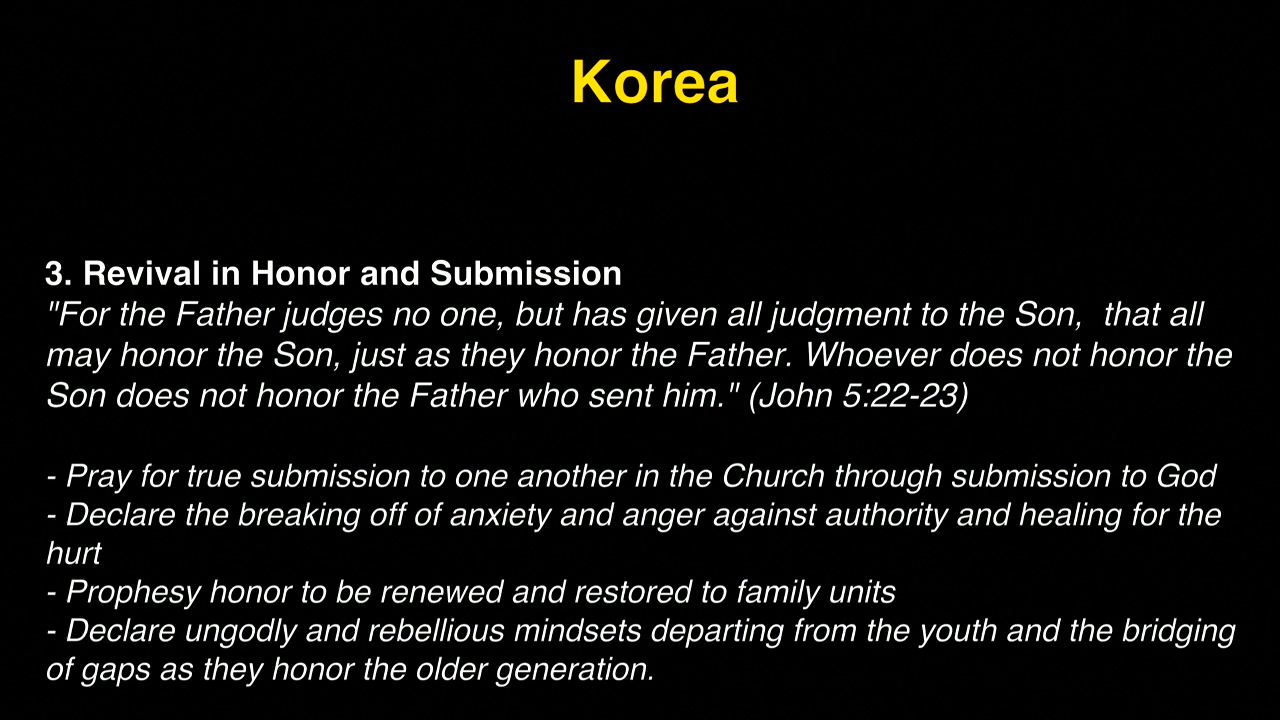 Korea
3. Revival in Honor and Submission
"For the Father judges no one, but has given all judgment to the Son,  that all
may honor the Son, just as they honor the Father. Whoever does not honor the
Son does not honor the Father who sent him." (John 5:22-23)
- Pray for true submission to one another in the Church through submission to God
- Declare the breaking off of anxiety and anger against authority and healing for the
hurt
- Prophesy honor to be renewed and restored to family units
- Declare ungodly and rebellious mindsets departing from the youth and the bridging
of gaps as they honor the older generation.